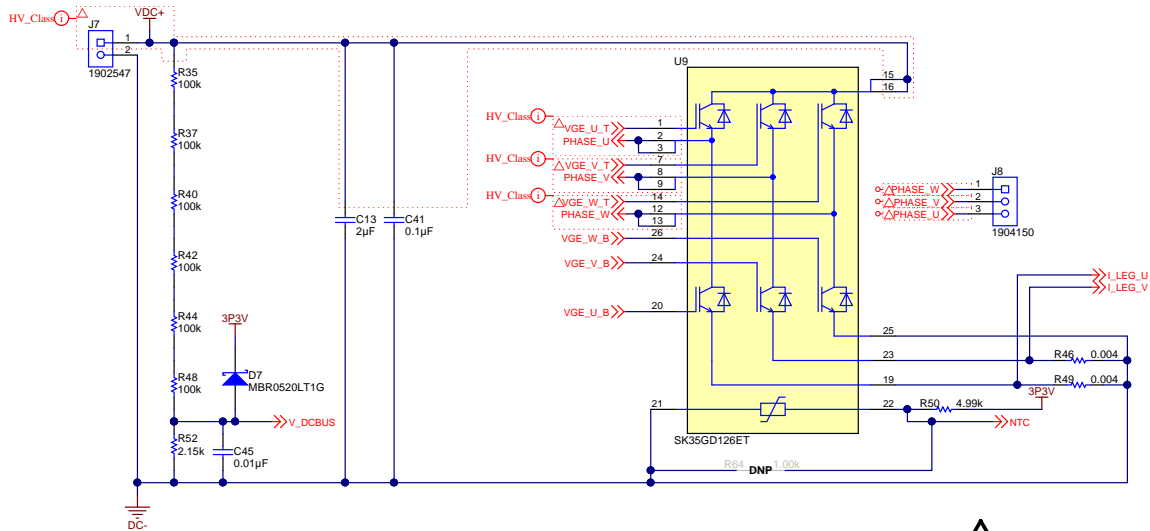 HV_Class i
VDC+
J7
1
2
1902547
R35
100k
R37
100k
R40
100k
R42
100k
R44
100k
R48
100k
R52
2.15k
3P3V
D7
MBR0520LT1G
V_DCBUS
C45
0.01µF
DC-
C13
2µF
C41
0.1µF
U9
15
16
HV_Class i
VGE_U_T 1
PHASE_U 2
3
HV_Class i
VGE_V_T 7
PHASE_V 8
9
HV_Class i
VGE_W_T 14
PHASE_W 12
13
VGE_W_B 26
VGE_V_B 24
VGE_U_B 20
25
23
19
21
22
SK35GD126ET
J8
PHASE_W 1
PHASE_V 2
PHASE_U 3
1904150
I_LEG_U
I_LEG_V
R46 0.004
R49 0.004
3P3V
R50 4.99k
NTC
R64 DNP 1.00k